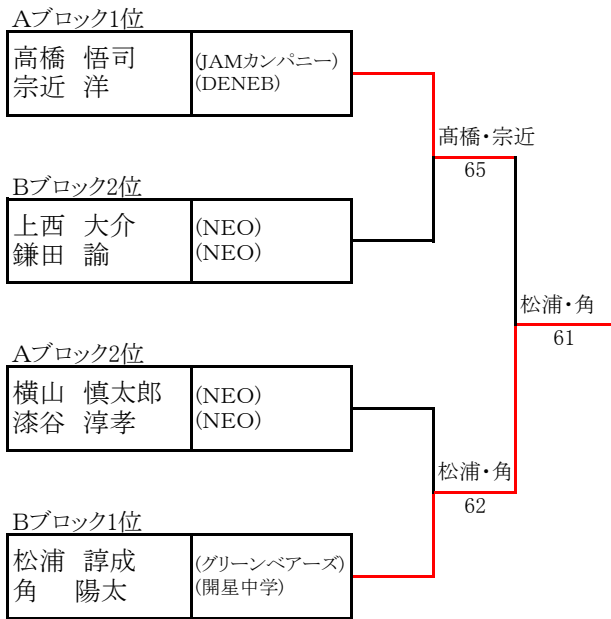 Aブロック1位
髙橋 悟司 (JAMカンパニー)
宗近 洋 (DENEB)
髙橋・宗近
65
Bブロック2位
上西 大介 (NEO)
鎌田 諭 (NEO)
松浦・角
61
Aブロック2位
横山 慎太郎 (NEO)
漆谷 淳孝 (NEO)
松浦・角
62
Bブロック1位
松浦 諄成 (グリーンベアーズ)
角 陽太 (開星中学)